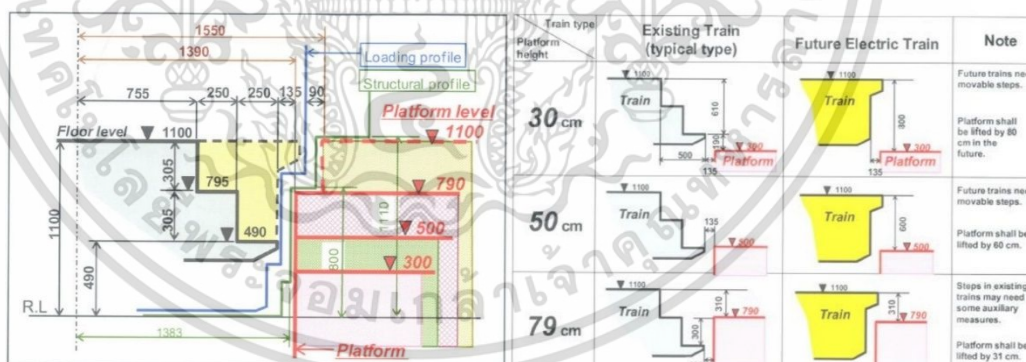 1550
1390
Loading profile
Structural profile
755 250 250 135 90
Platform level
Floor level 1100
1100
305
795
790
305
1110
1100
490
500
490
300
800
R.L
1383
Platform
Train type
Platform height
Existing Train (typical type)
Future Electric Train
Note
30 cm
1100
Train
610
190
300
500
Platform
135
1100
Train
800
300
Platform
135
Future trains nee
movable steps.
Platform shall
be lifted by 80
cm in the
future.
50 cm
1100
Train
135
500
1100
Train
600
500
Future trains nee
movable steps.
Platform shall be
lifted by 60 cm.
79 cm
1100
Train
310
790
300
1100
Train
310
790
Steps in existing
trains may need
some auxiliary
measures.
Platform shall be
lifted by 31 cm.